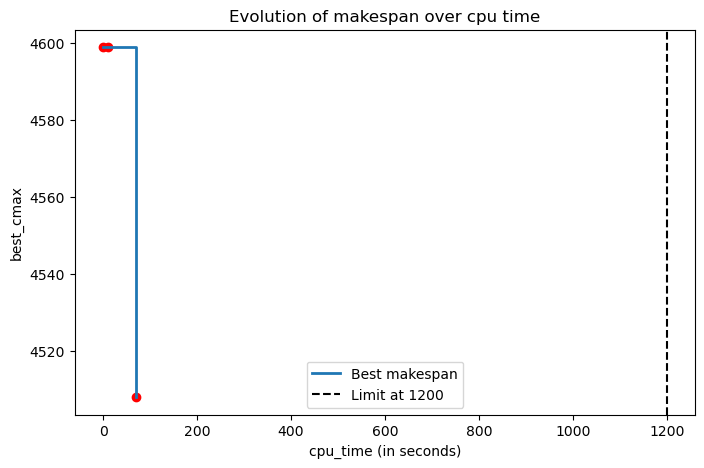 Evolution of makespan over cpu time
best_cmax
4600
4580
4560
4540
4520
Best makespan
Limit at 1200
0
200
400
600
800
1000
1200
cpu_time (in seconds)